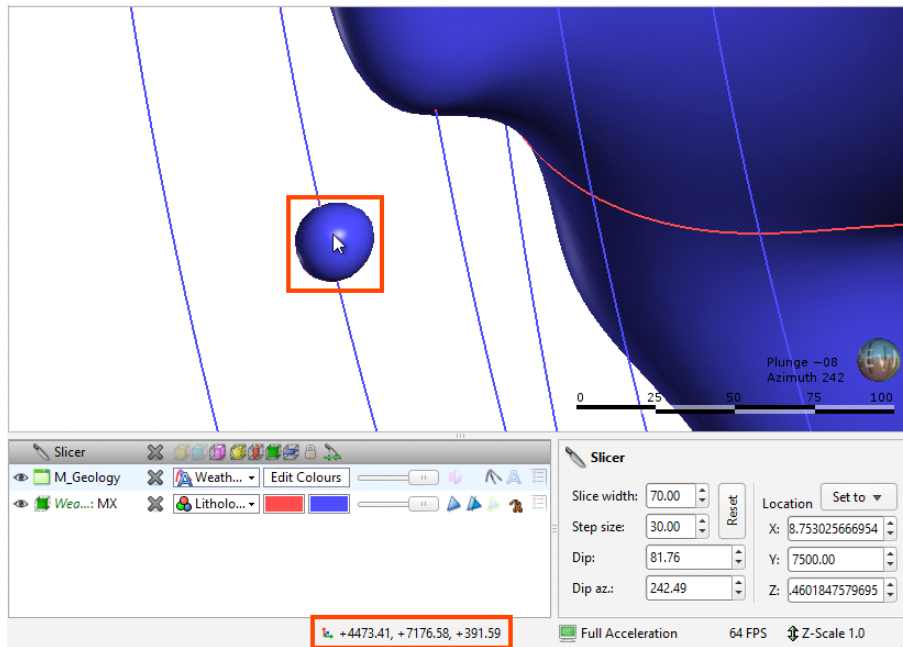 Plunge −08
Azimuth 242
0 25 50 75 100
Slicer
M_Geology Weath... Edit Colours
Wea...: MX Litholo...
Slicer
Slice width: 70.00
Step size: 30.00
Reset
Dip: 81.76
Dip az.: 242.49
Location Set to
X: 8.753025666954
Y: 7500.00
Z: .4601847579695
+4473.41, +7176.58, +391.59
Full Acceleration
64 FPS
Z-Scale 1.0